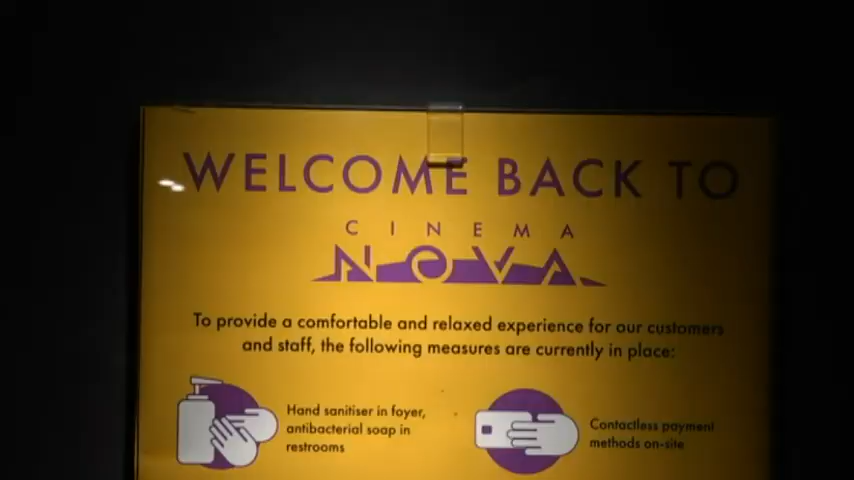 WELCOME BACK TO
CINEMA
NOVA
To provide a comfortable and relaxed experience for our customers
and staff, the following measures are currently in place:
Hand sanitiser in foyer,
antibacterial soap in
restrooms
Contactless payment
methods on-site